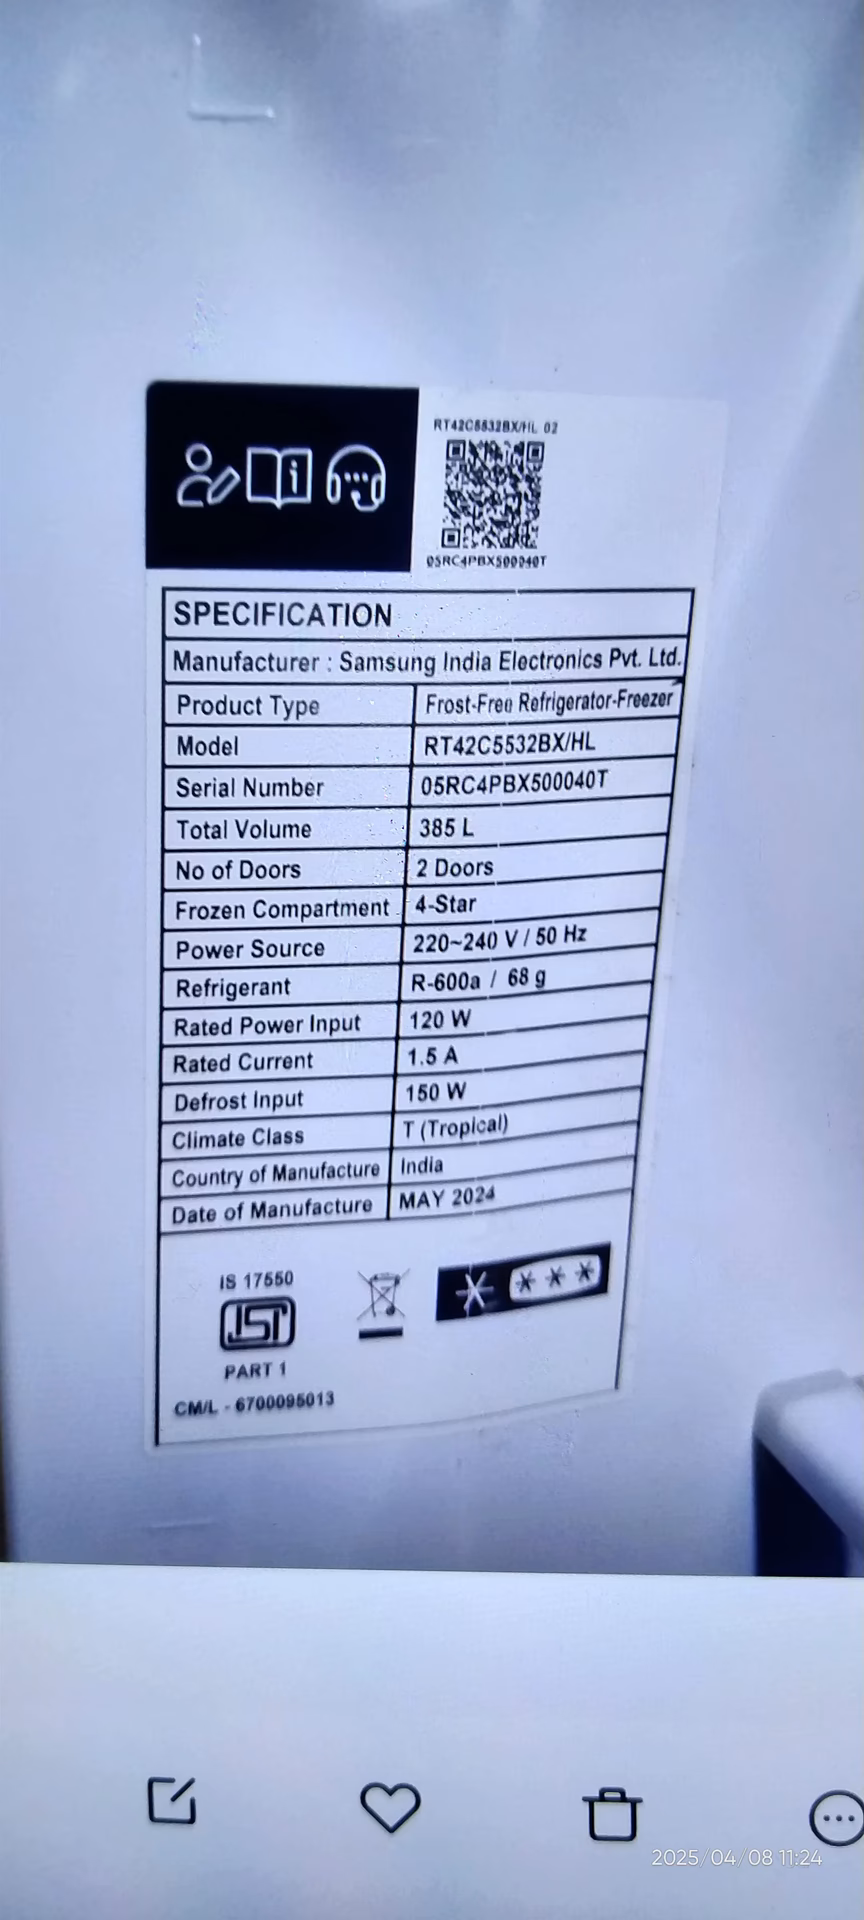 RT42C5532BX/HL 02
05RC4PBX500040T
SPECIFICATION
Manufacturer : Samsung India Electronics Pvt. Ltd.
Product Type Frost-Free Refrigerator-Freezer
Model RT42C5532BX/HL
Serial Number 05RC4PBX500040T
Total Volume 385 L
No of Doors 2 Doors
Frozen Compartment 4-Star
Power Source 220~240 V / 50 Hz
Refrigerant R-600a / 68 g
Rated Power Input 120 W
Rated Current 1.5 A
Defrost Input 150 W
Climate Class T (Tropical)
Country of Manufacture India
Date of Manufacture MAY 2024
IS 17550
ISI
PART 1
CM/L - 6700095013
2025/04/08 11:24